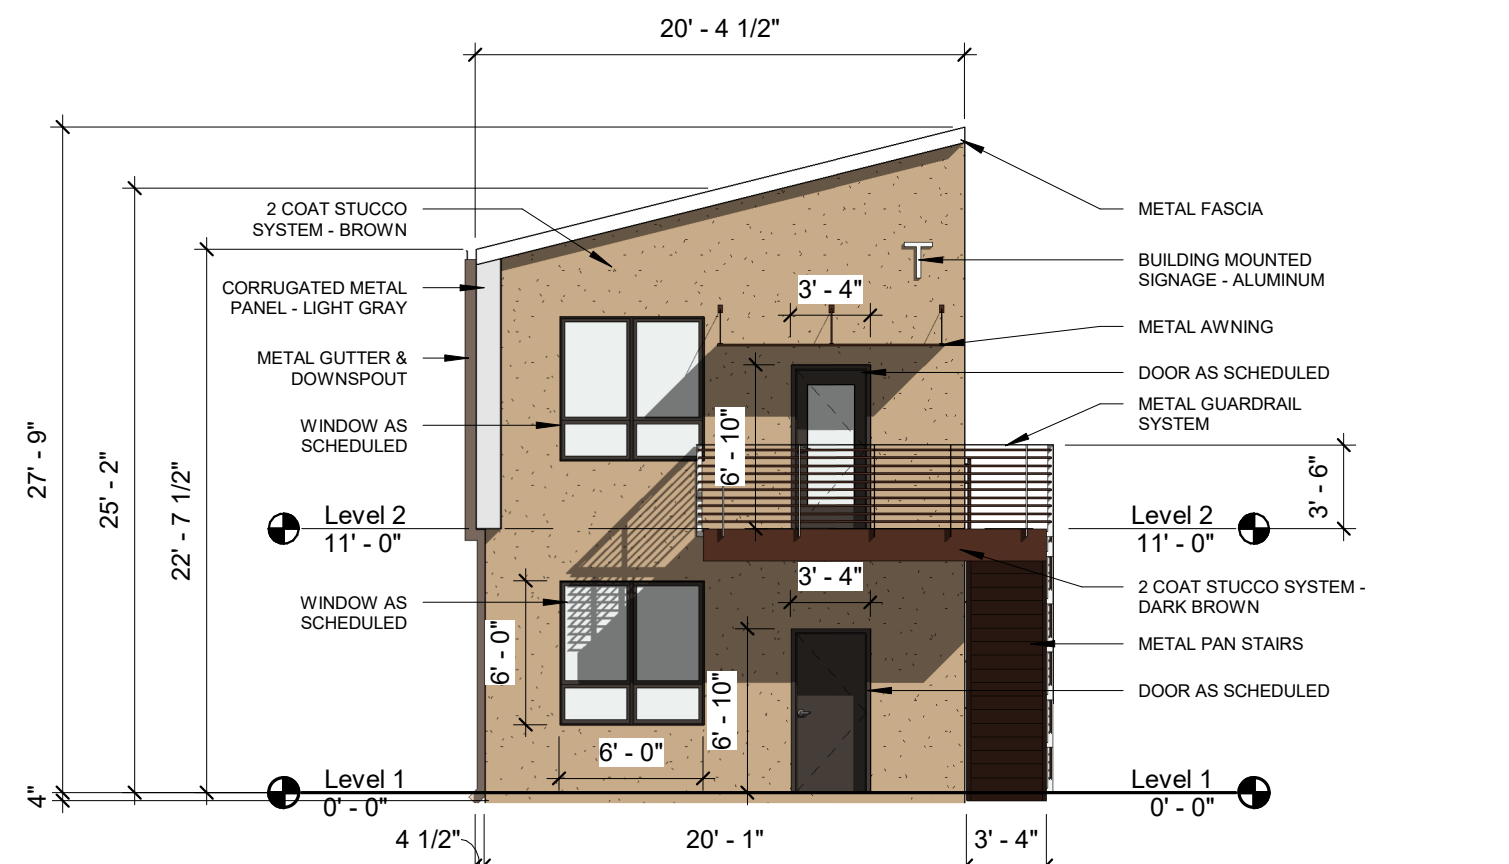 20' - 4 1/2"
2 COAT STUCCO
SYSTEM - BROWN
METAL FASCIA
T
BUILDING MOUNTED
SIGNAGE - ALUMINUM
CORRUGATED METAL
PANEL - LIGHT GRAY
3' - 4"
METAL AWNING
METAL GUTTER &
DOWNSPOUT
DOOR AS SCHEDULED
METAL GUARDRAIL
SYSTEM
WINDOW AS
SCHEDULED
6' - 10"
27' - 9"
25' - 2"
22' - 7 1/2"
3' - 6"
Level 2
11' - 0"
Level 2
11' - 0"
3' - 4"
2 COAT STUCCO SYSTEM -
DARK BROWN
WINDOW AS
SCHEDULED
6' - 0"
METAL PAN STAIRS
DOOR AS SCHEDULED
6' - 10"
6' - 0"
Level 1
0' - 0"
Level 1
0' - 0"
4"
4 1/2"
20' - 1"
3' - 4"